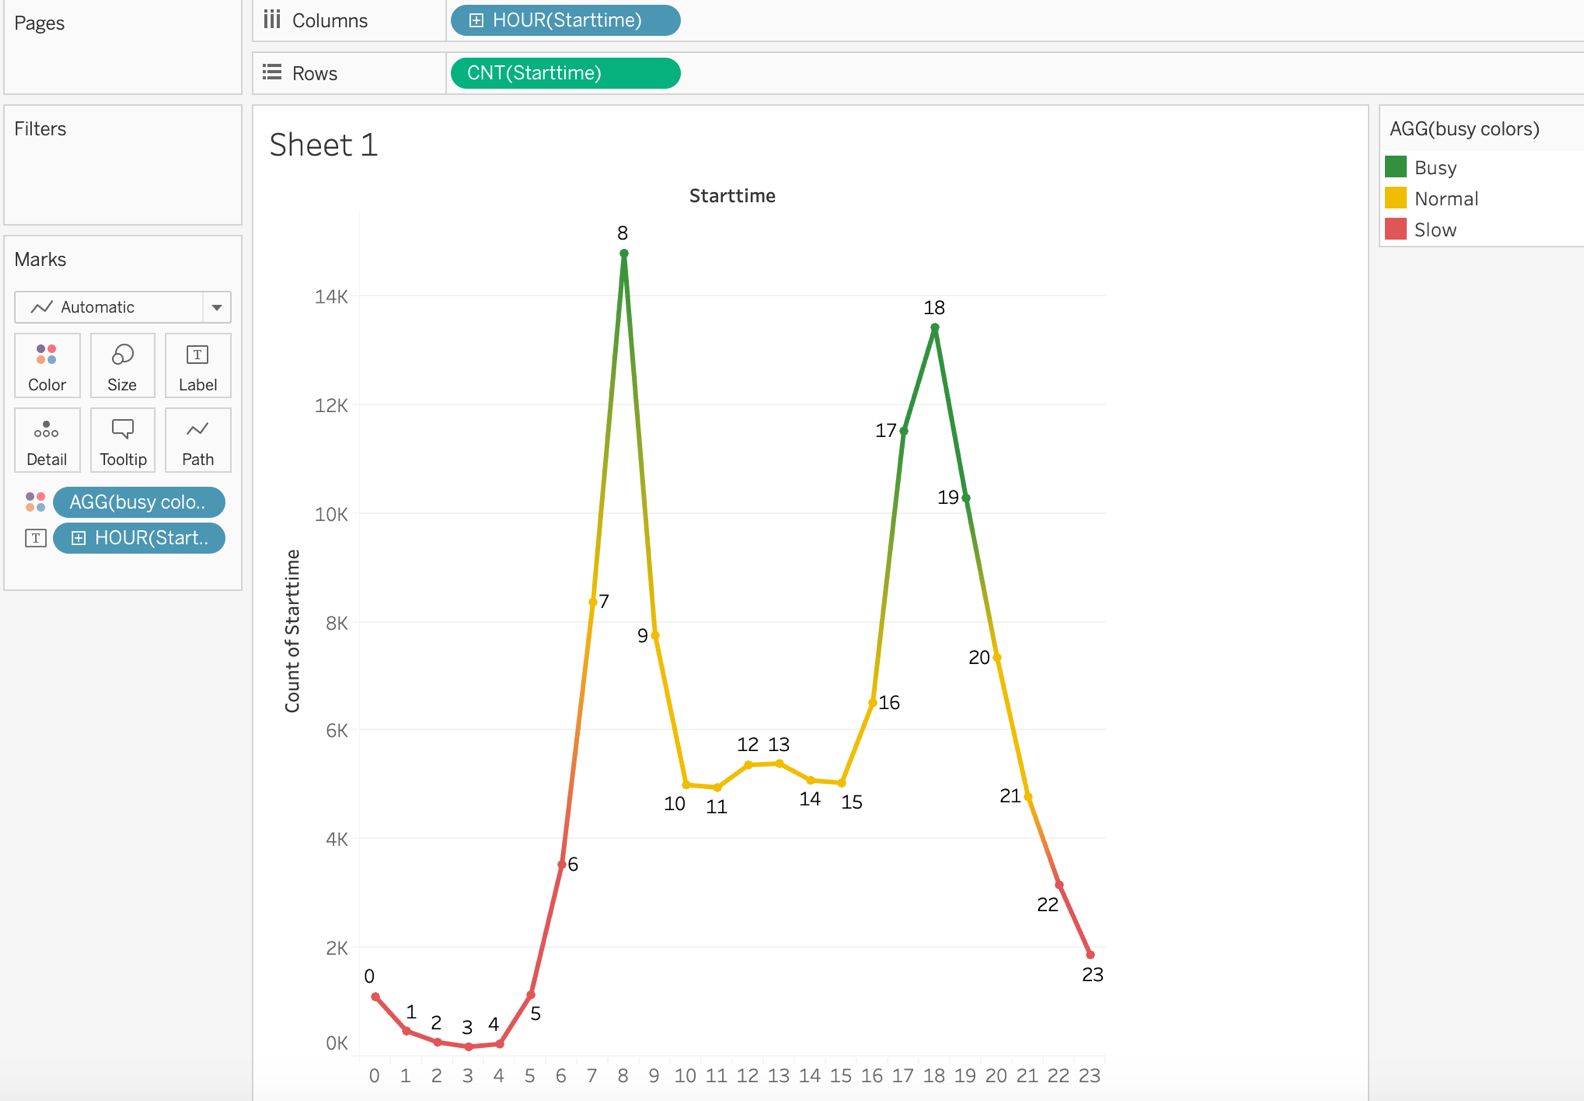 Pages
Columns
HOUR(Starttime)
Rows
CNT(Starttime)
Filters
Marks
Automatic
Color
Size
T
Label
Detail
Tooltip
Path
AGG(busy colo..
T
HOUR(Start..
Sheet 1
Starttime
Count of Starttime
14K
12K
10K
8K
6K
4K
2K
0K
0
1
2
3
4
5
6
7
8
9
10
11
12
13
14
15
16
17
18
19
20
21
22
23
0 1 2 3 4 5 6 7 8 9 10 11 12 13 14 15 16 17 18 19 20 21 22 23
AGG(busy colors)
Busy
Normal
Slow